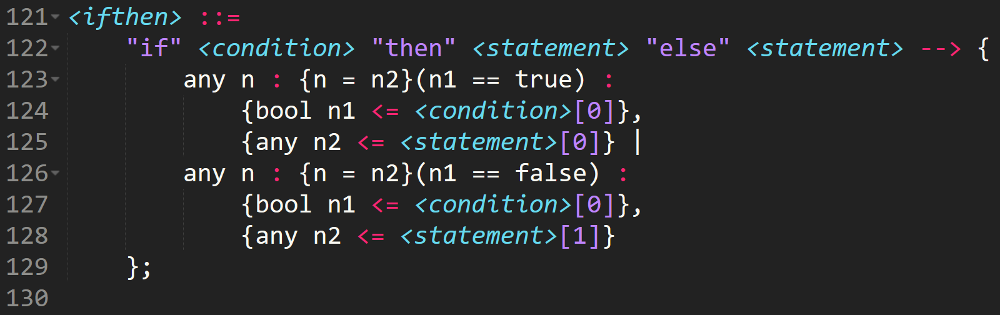 121 <ifthen> ::=
122 "if" <condition> "then" <statement> "else" <statement> --> {
123 any n : {n = n2}(n1 == true) :
124 {bool n1 <= <condition>[0]},
125 {any n2 <= <statement>[0]} |
126 any n : {n = n2}(n1 == false) :
127 {bool n1 <= <condition>[0]},
128 {any n2 <= <statement>[1]}
129 };
130